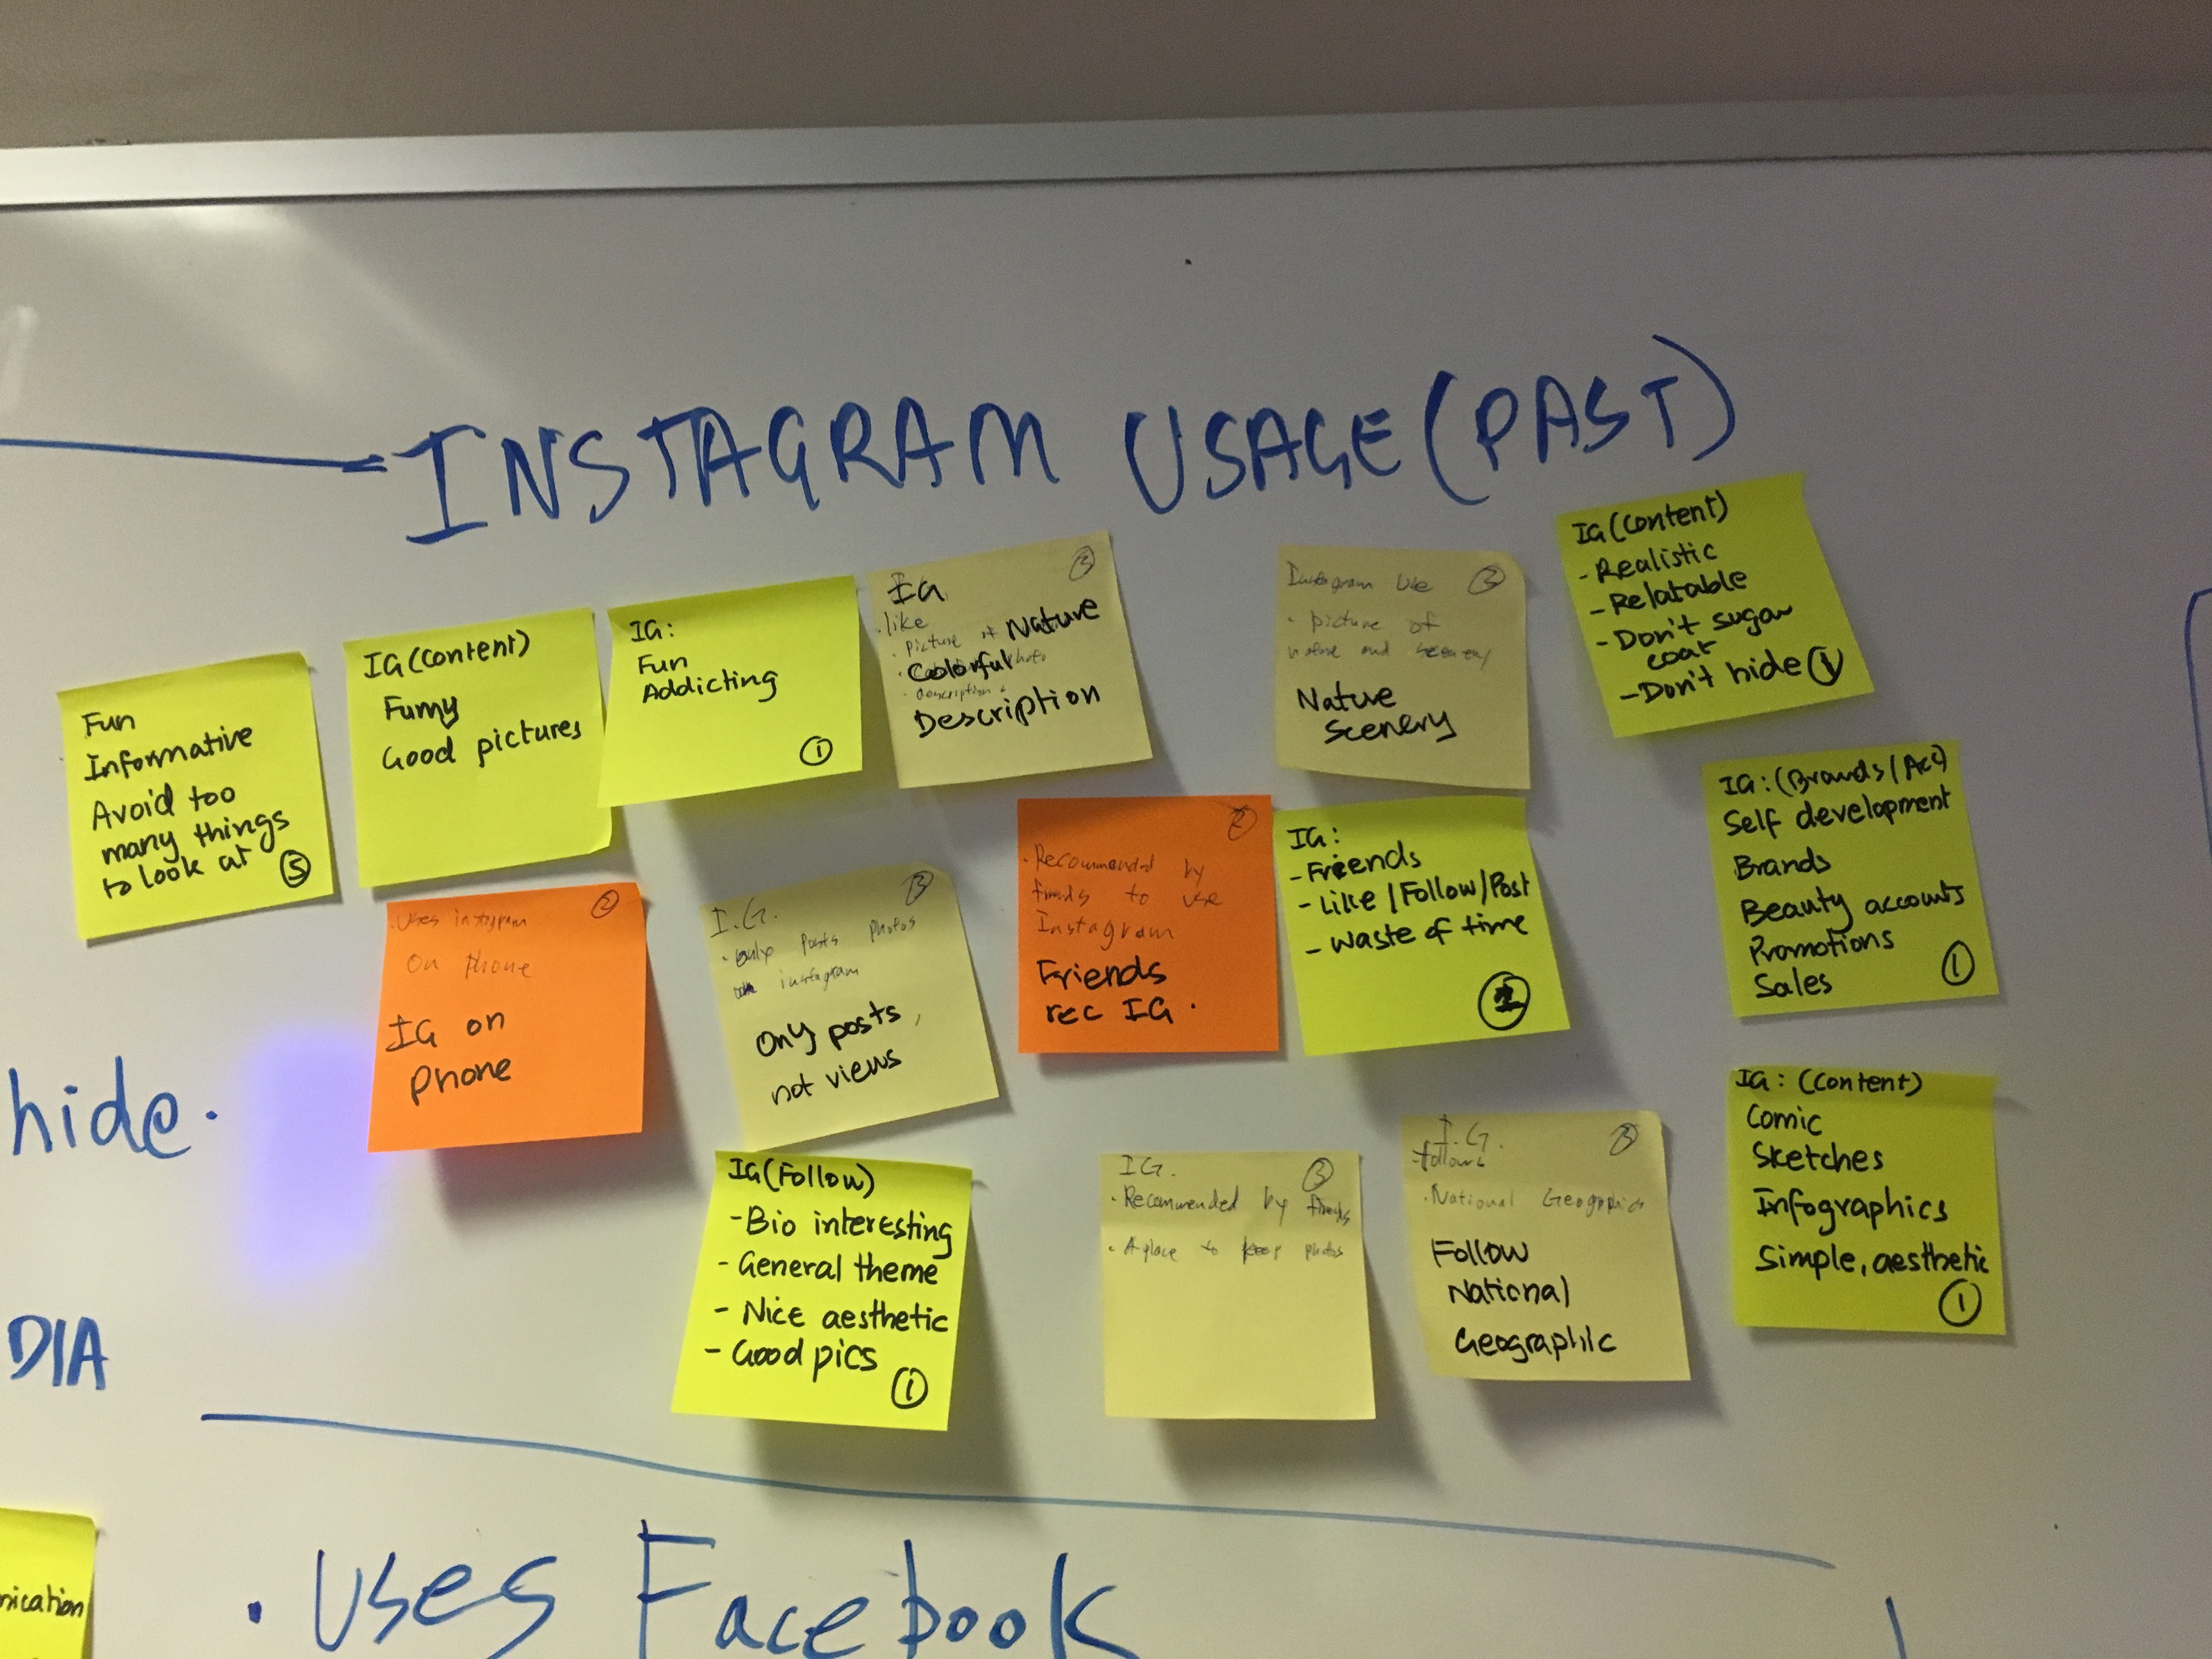 INSTAGRAM USAGE (PAST)
Fun
Informative
Avoid too
many things
to look at
5
IG (Content)
Funny
Good pictures
IG:
Fun
Addicting
1
IG
3
• like
• picture of Nature
• Colorful photo
• description
Description
Instagram Use
3
• picture of
nature and scenery
Nature
Scenery
IG (Content)
- Realistic
- Relatable
- Don't sugar
coat
- Don't hide 1
• Uses instagram
2
on phone
IG on
phone
I.G.
3
• only posts photos
instagram
Only posts,
not views
2
• Recommended by
friends to use
Instagram
Friends
rec IG.
IG:
- Friends
- Like / Follow / Post
- Waste of time
IG: (Brands / Acc)
Self development
Brands
Beauty accounts
Promotions
Sales
1
IG (Follow)
- Bio interesting
- General theme
- Nice aesthetic
- Good pics
1
IG.
3
• Recommended by friends
• A place to keep photos
I.G.
3
- follows
• National Geographics
Follow
National
Geographic
IG: (Content)
Comic
Sketches
Infographics
Simple, aesthetic
1
hide.
DIA
nication
• Uses Facebook